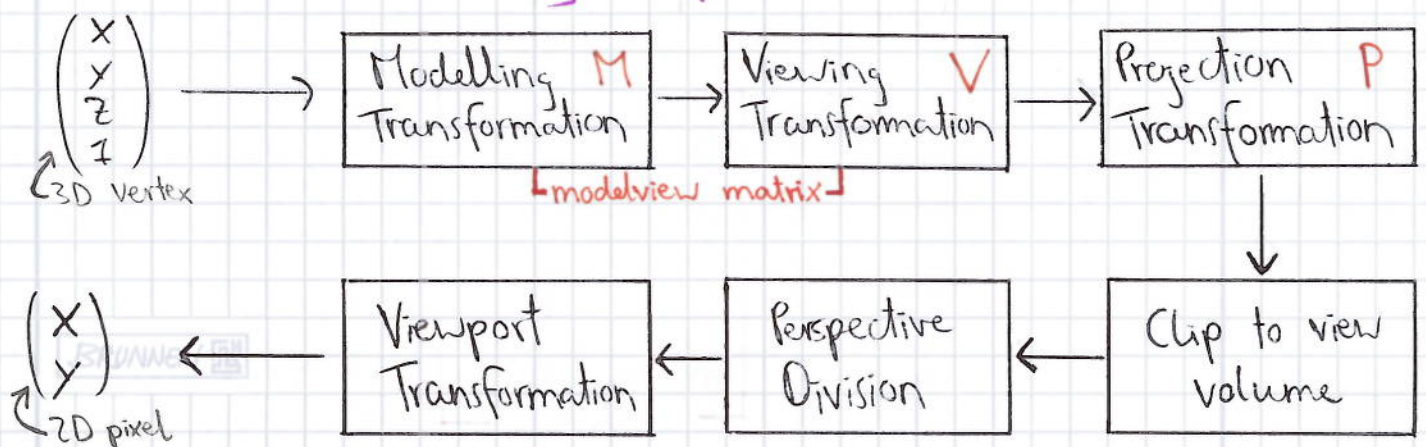 X
Y
Z
1
3D vertex
Modelling M
Transformation
Viewing V
Transformation
Projection P
Transformation
modelview matrix
Clip to view
volume
Perspective
Division
Viewport
Transformation
X
Y
2D pixel
BRUNNEN